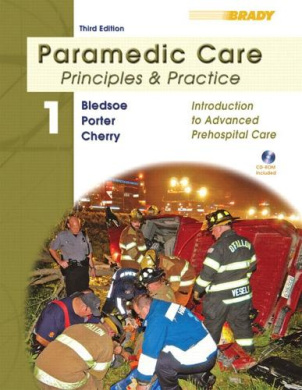 BRADY
Third Edition
Paramedic Care
Principles & Practice
1
Bledsoe
Porter
Cherry
Introduction
to Advanced
Prehospital Care
CD-ROM
Included